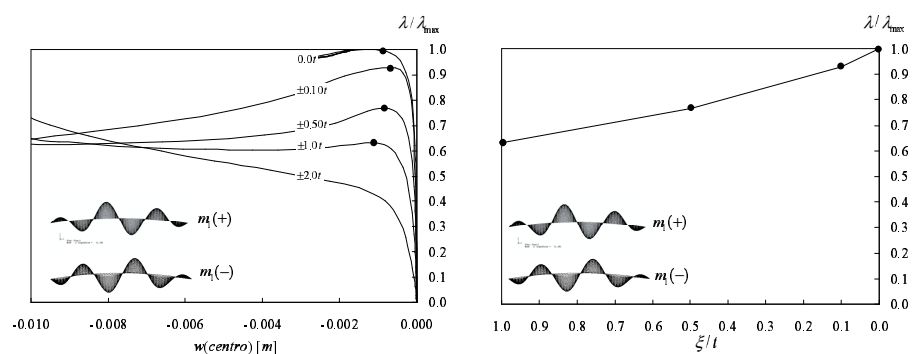 λ/λmax
1.0
0.9
0.8
0.7
0.6
0.5
0.4
0.3
0.2
0.1
0.0
0.0t
±0.10t
±0.50t
±1.0t
±2.0t
m₁(+)
m₁(−)
-0.010 -0.008 -0.006 -0.004 -0.002 0.000
w(centro) [m]
λ/λmax
1.0
0.9
0.8
0.7
0.6
0.5
0.4
0.3
0.2
0.1
0.0
m₁(+)
m₁(−)
1.0 0.9 0.8 0.7 0.6 0.5 0.4 0.3 0.2 0.1 0.0
ξ/t